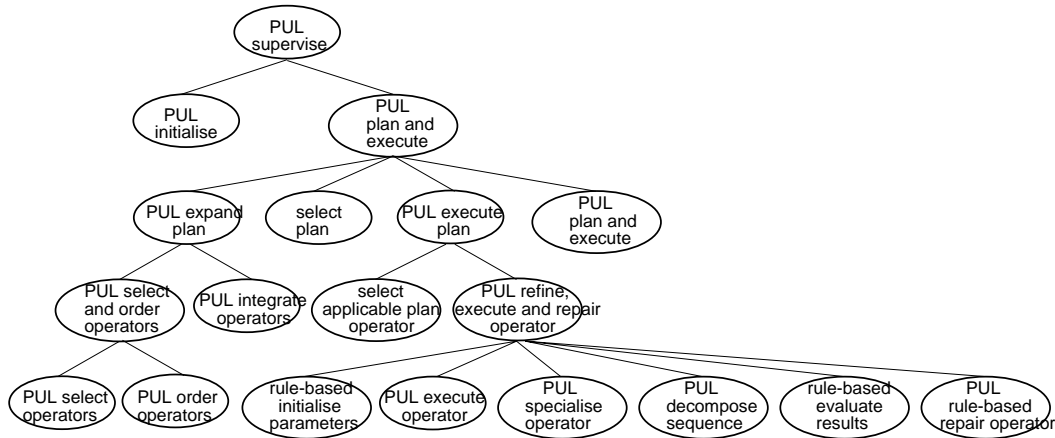 PUL
supervise
PUL
initialise
PUL
plan and
execute
PUL expand
plan
select
plan
PUL execute
plan
PUL
plan and
execute
PUL select
and order
operators
PUL integrate
operators
select
applicable plan
operator
PUL refine,
execute and repair
operator
PUL select
operators
PUL order
operators
rule-based
initialise
parameters
PUL execute
operator
PUL
specialise
operator
PUL
decompose
sequence
rule-based
evaluate
results
PUL
rule-based
repair operator